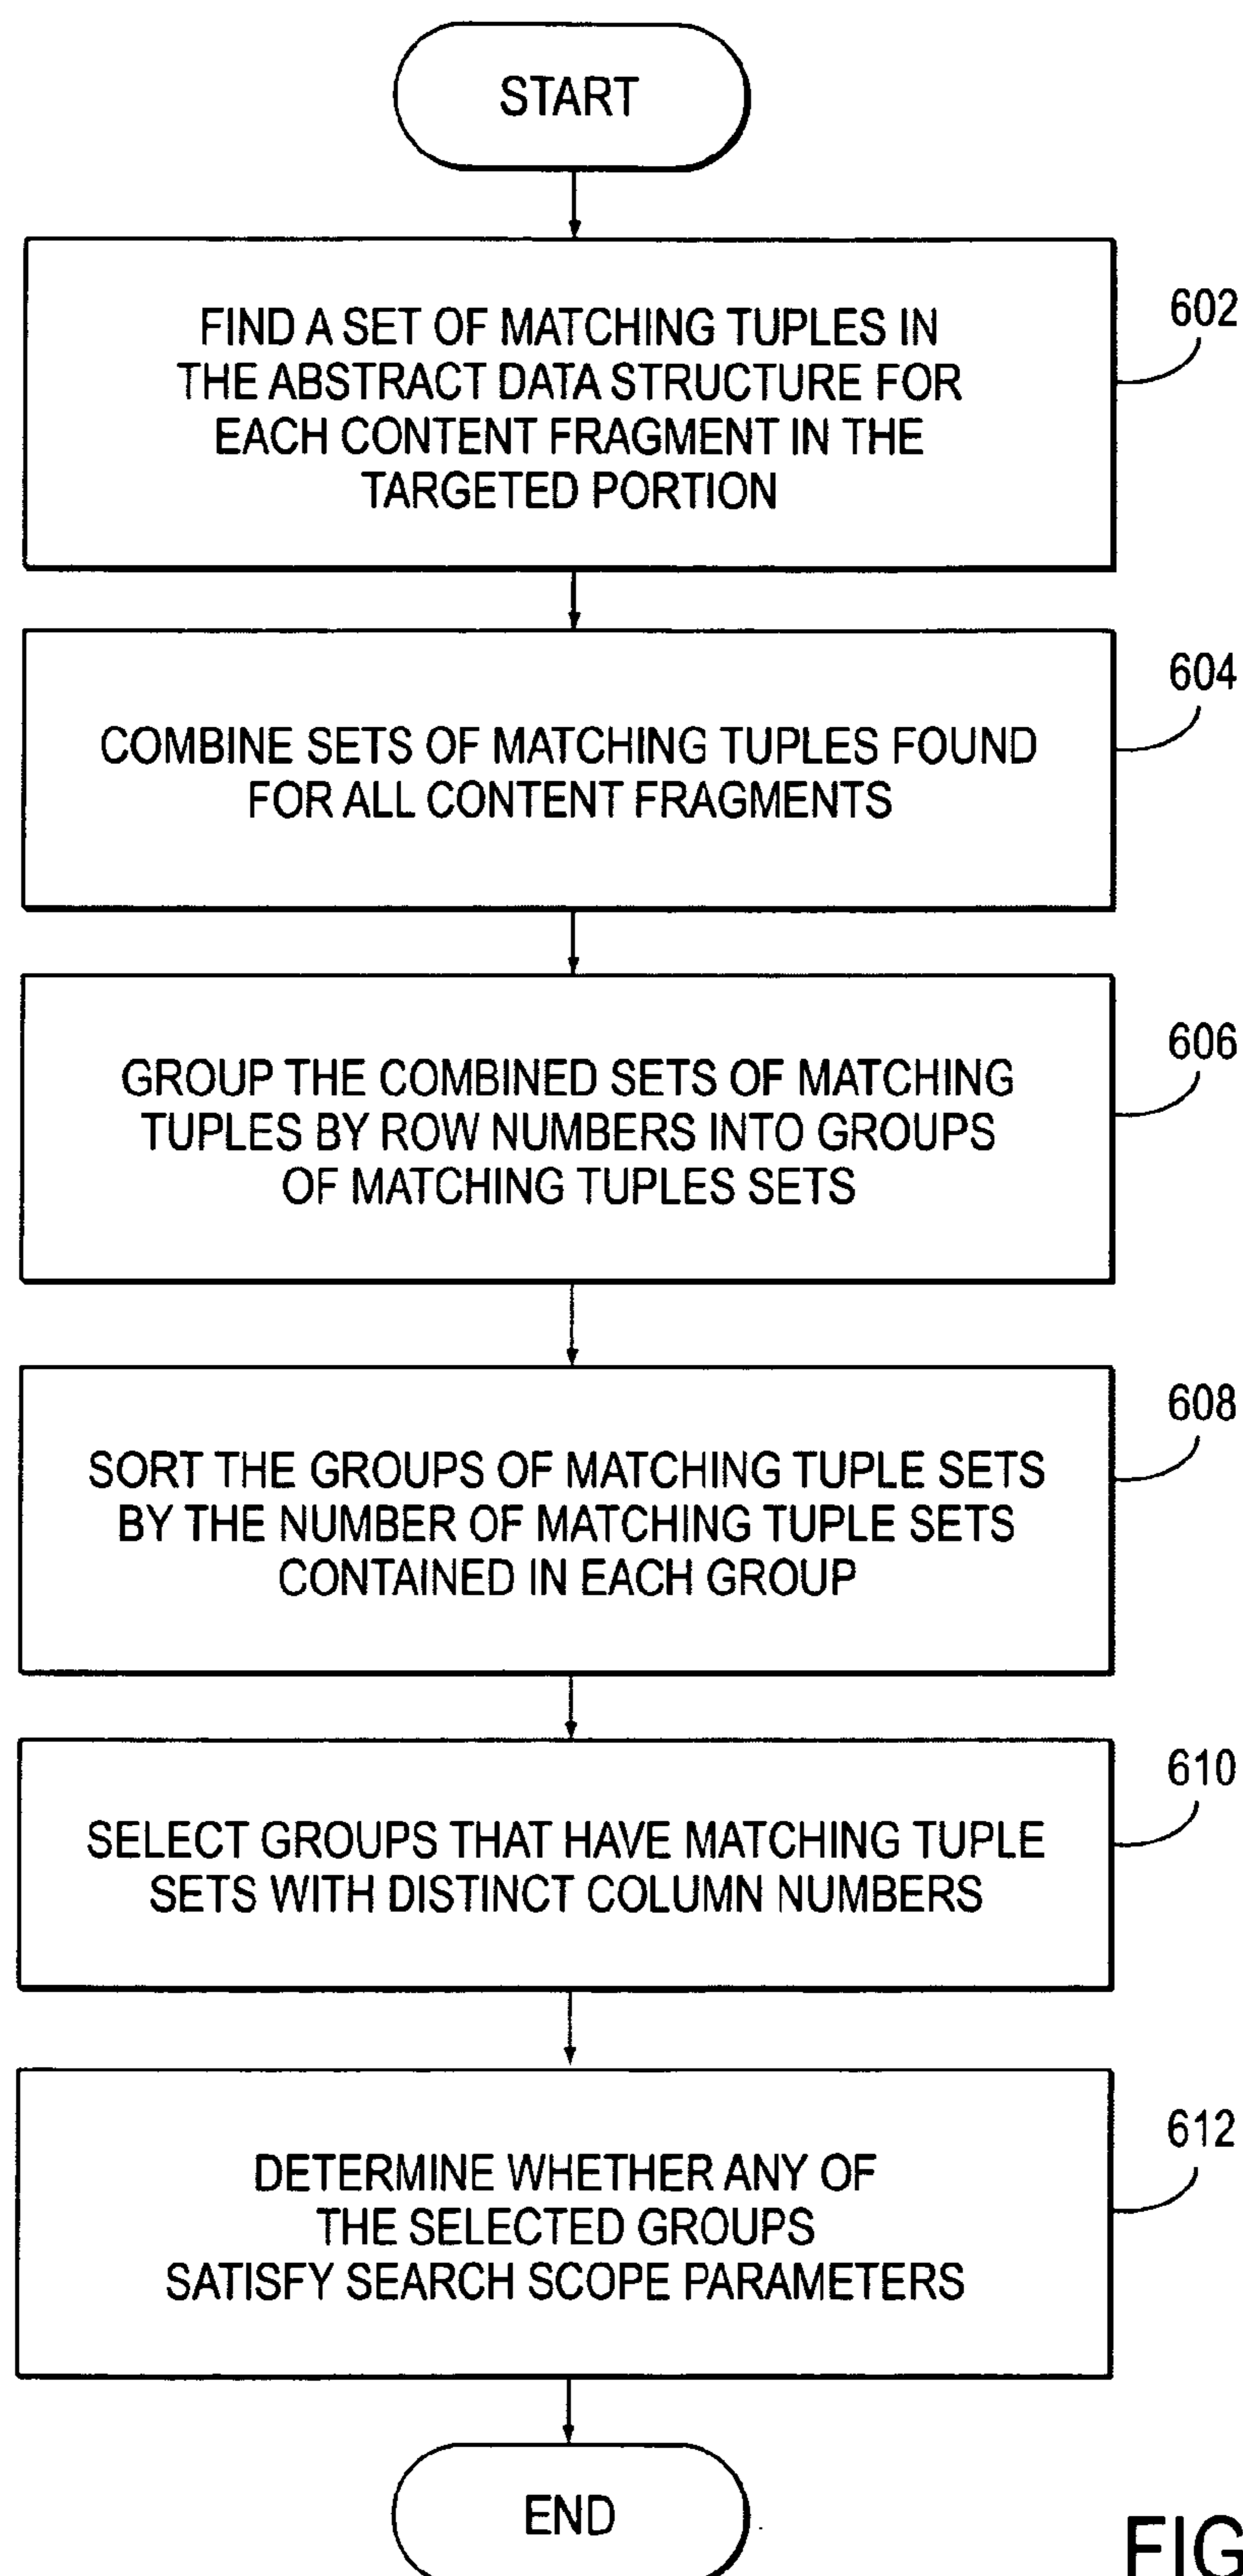 START
FIND A SET OF MATCHING TUPLES IN
THE ABSTRACT DATA STRUCTURE FOR
EACH CONTENT FRAGMENT IN THE
TARGETED PORTION
602
COMBINE SETS OF MATCHING TUPLES FOUND
FOR ALL CONTENT FRAGMENTS
604
GROUP THE COMBINED SETS OF MATCHING
TUPLES BY ROW NUMBERS INTO GROUPS
OF MATCHING TUPLES SETS
606
SORT THE GROUPS OF MATCHING TUPLE SETS
BY THE NUMBER OF MATCHING TUPLE SETS
CONTAINED IN EACH GROUP
608
SELECT GROUPS THAT HAVE MATCHING TUPLE
SETS WITH DISTINCT COLUMN NUMBERS
610
DETERMINE WHETHER ANY OF
THE SELECTED GROUPS
SATISFY SEARCH SCOPE PARAMETERS
612
END
FIG